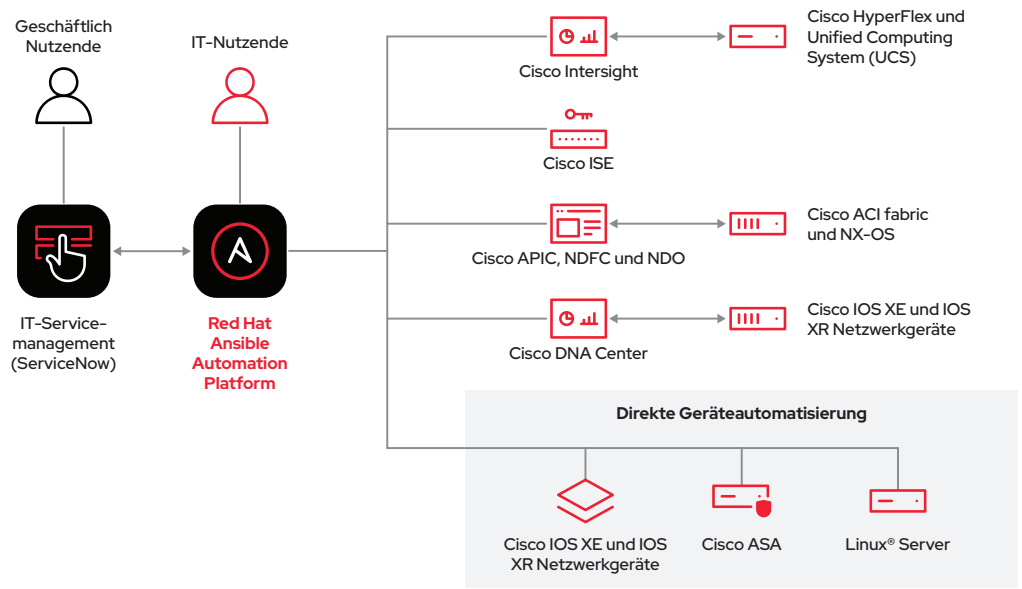 Geschäftlich
Nutzende
IT-Nutzende
IT-Service-
management
(ServiceNow)
Red Hat
Ansible
Automation
Platform
Cisco Intersight
Cisco HyperFlex und
Unified Computing
System (UCS)
Cisco ISE
Cisco APIC, NDFC und NDO
Cisco ACI fabric
und NX-OS
Cisco DNA Center
Cisco IOS XE und IOS
XR Netzwerkgeräte
Direkte Geräteautomatisierung
Cisco IOS XE und IOS
XR Netzwerkgeräte
Cisco ASA
Linux® Server